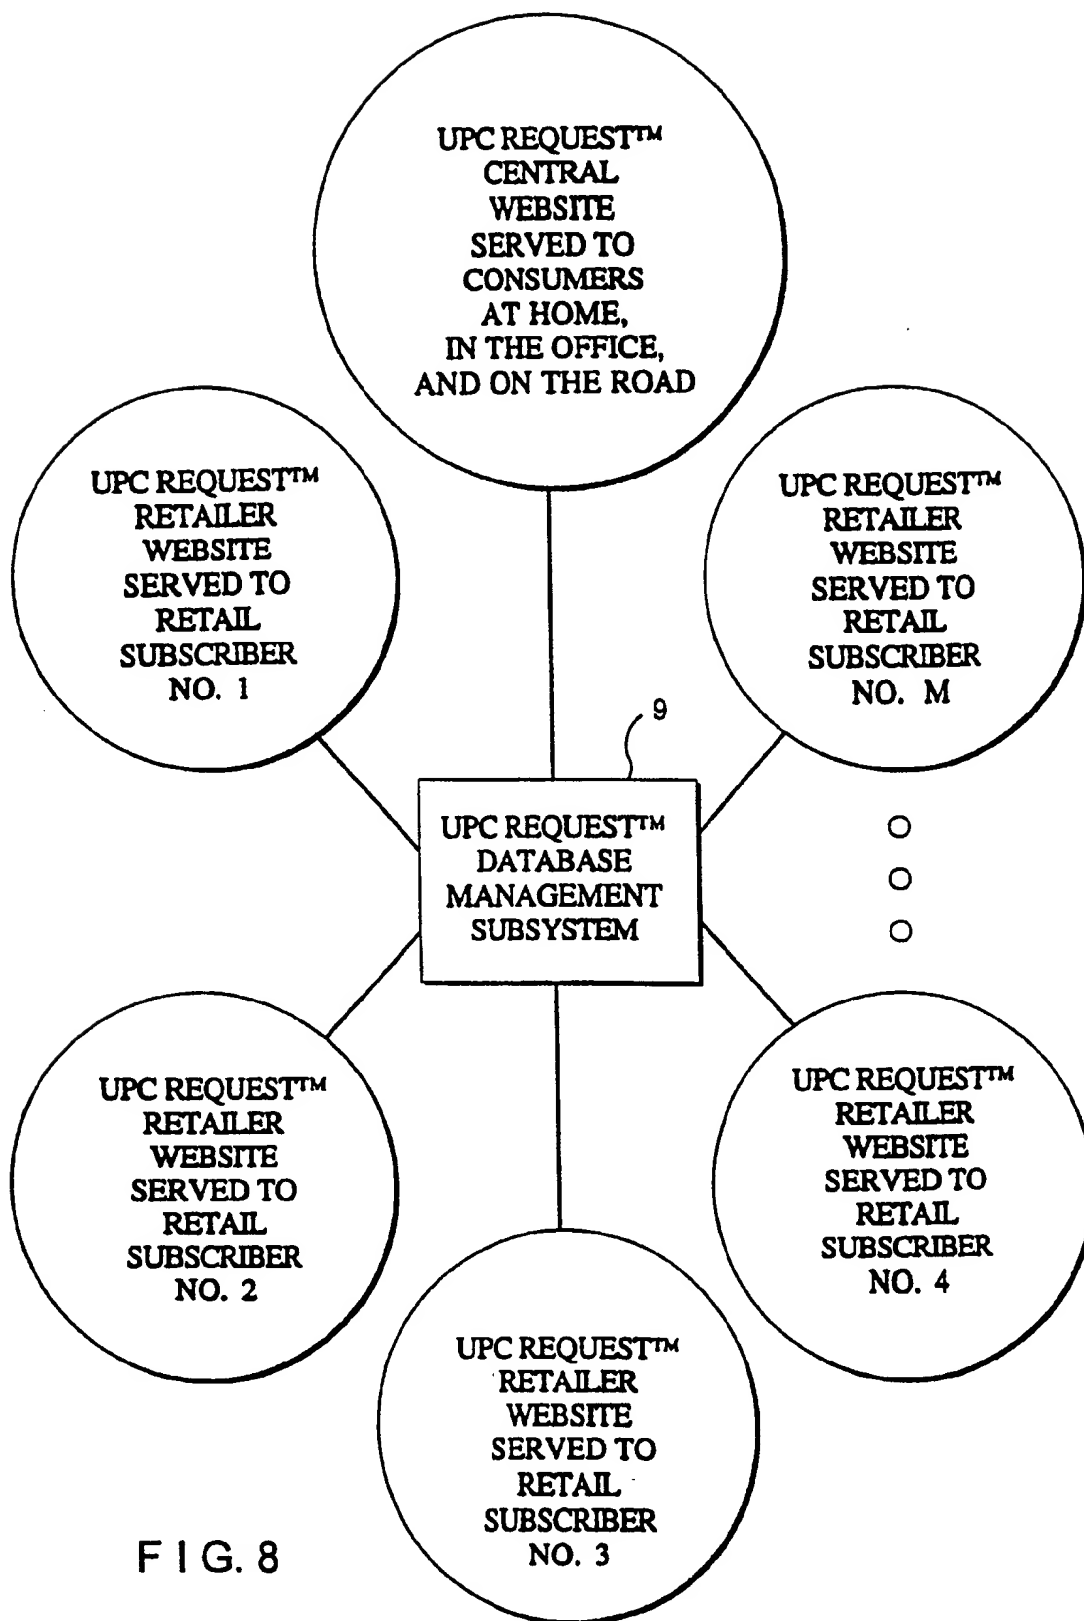 UPC REQUEST™
CENTRAL
WEBSITE
SERVED TO
CONSUMERS
AT HOME,
IN THE OFFICE,
AND ON THE ROAD
UPC REQUEST™
RETAILER
WEBSITE
SERVED TO
RETAIL
SUBSCRIBER
NO. 1
UPC REQUEST™
RETAILER
WEBSITE
SERVED TO
RETAIL
SUBSCRIBER
NO. M
9
UPC REQUEST™
DATABASE
MANAGEMENT
SUBSYSTEM
UPC REQUEST™
RETAILER
WEBSITE
SERVED TO
RETAIL
SUBSCRIBER
NO. 2
UPC REQUEST™
RETAILER
WEBSITE
SERVED TO
RETAIL
SUBSCRIBER
NO. 4
UPC REQUEST™
RETAILER
WEBSITE
SERVED TO
RETAIL
SUBSCRIBER
NO. 3
FIG. 8